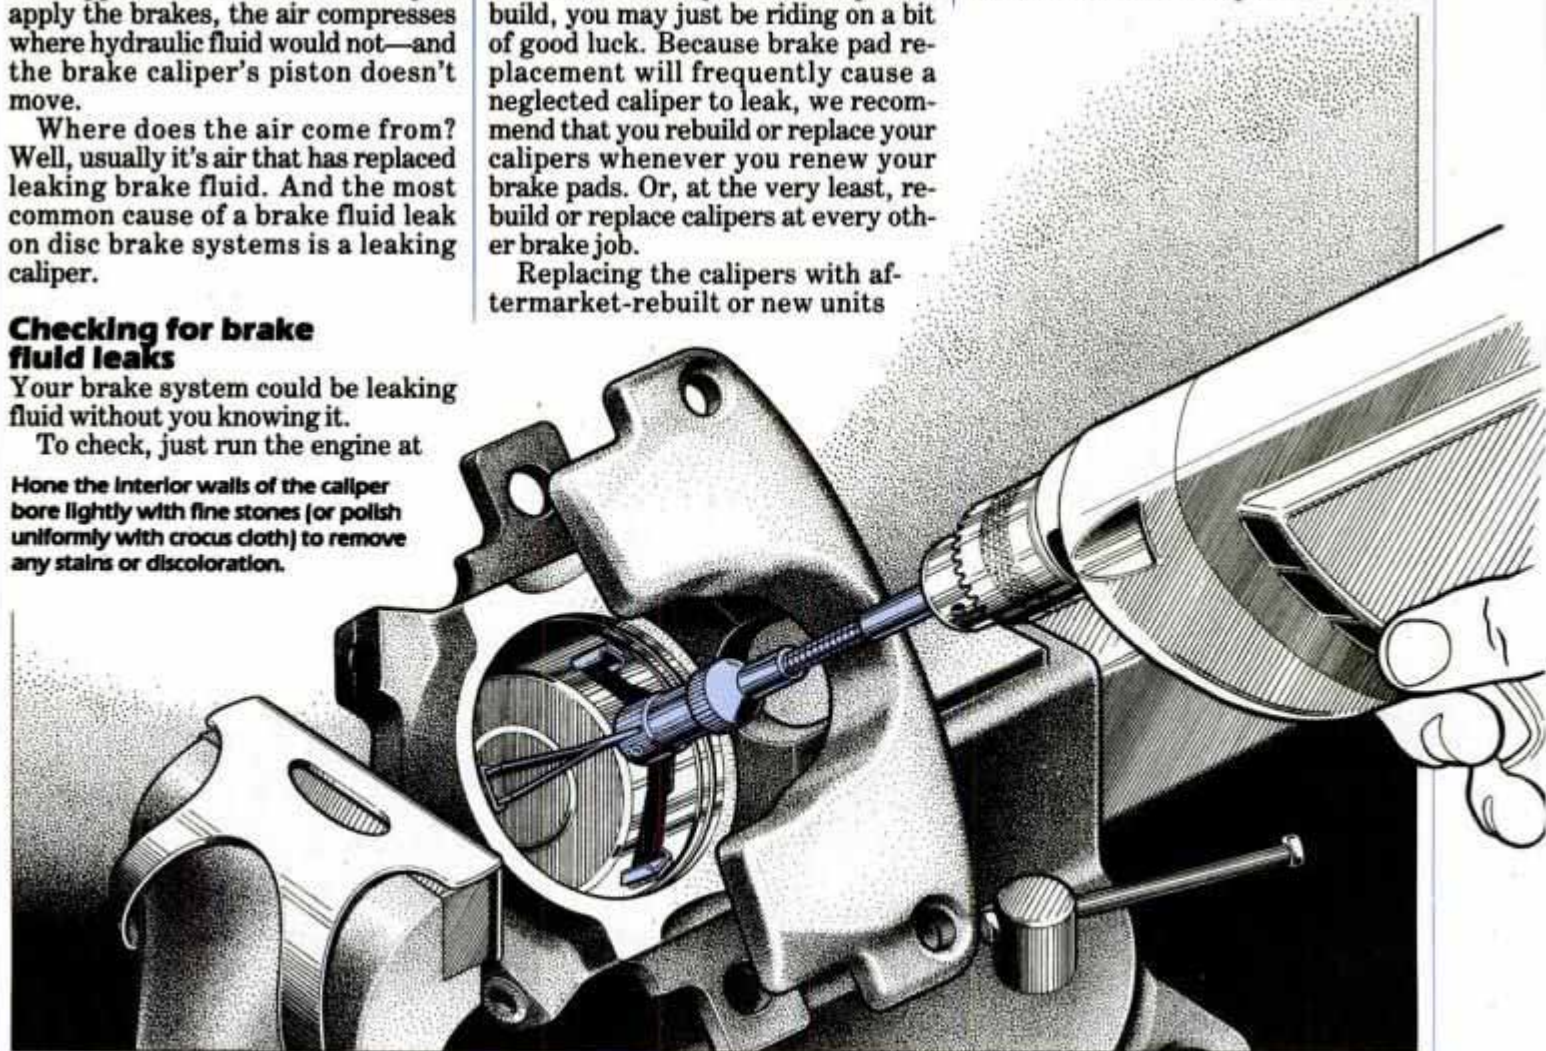 apply the brakes, the air compresses
where hydraulic fluid would not—and
the brake caliper's piston doesn't
move.
Where does the air come from?
Well, usually it's air that has replaced
leaking brake fluid. And the most
common cause of a brake fluid leak
on disc brake systems is a leaking
caliper.
Checking for brake
fluid leaks
Your brake system could be leaking
fluid without you knowing it.
To check, just run the engine at
Hone the interior walls of the caliper
bore lightly with fine stones (or polish
uniformly with crocus cloth) to remove
any stains or discoloration.
build, you may just be riding on a bit
of good luck. Because brake pad re-
placement will frequently cause a
neglected caliper to leak, we recom-
mend that you rebuild or replace your
calipers whenever you renew your
brake pads. Or, at the very least, re-
build or replace calipers at every oth-
er brake job.
Replacing the calipers with af-
termarket-rebuilt or new units